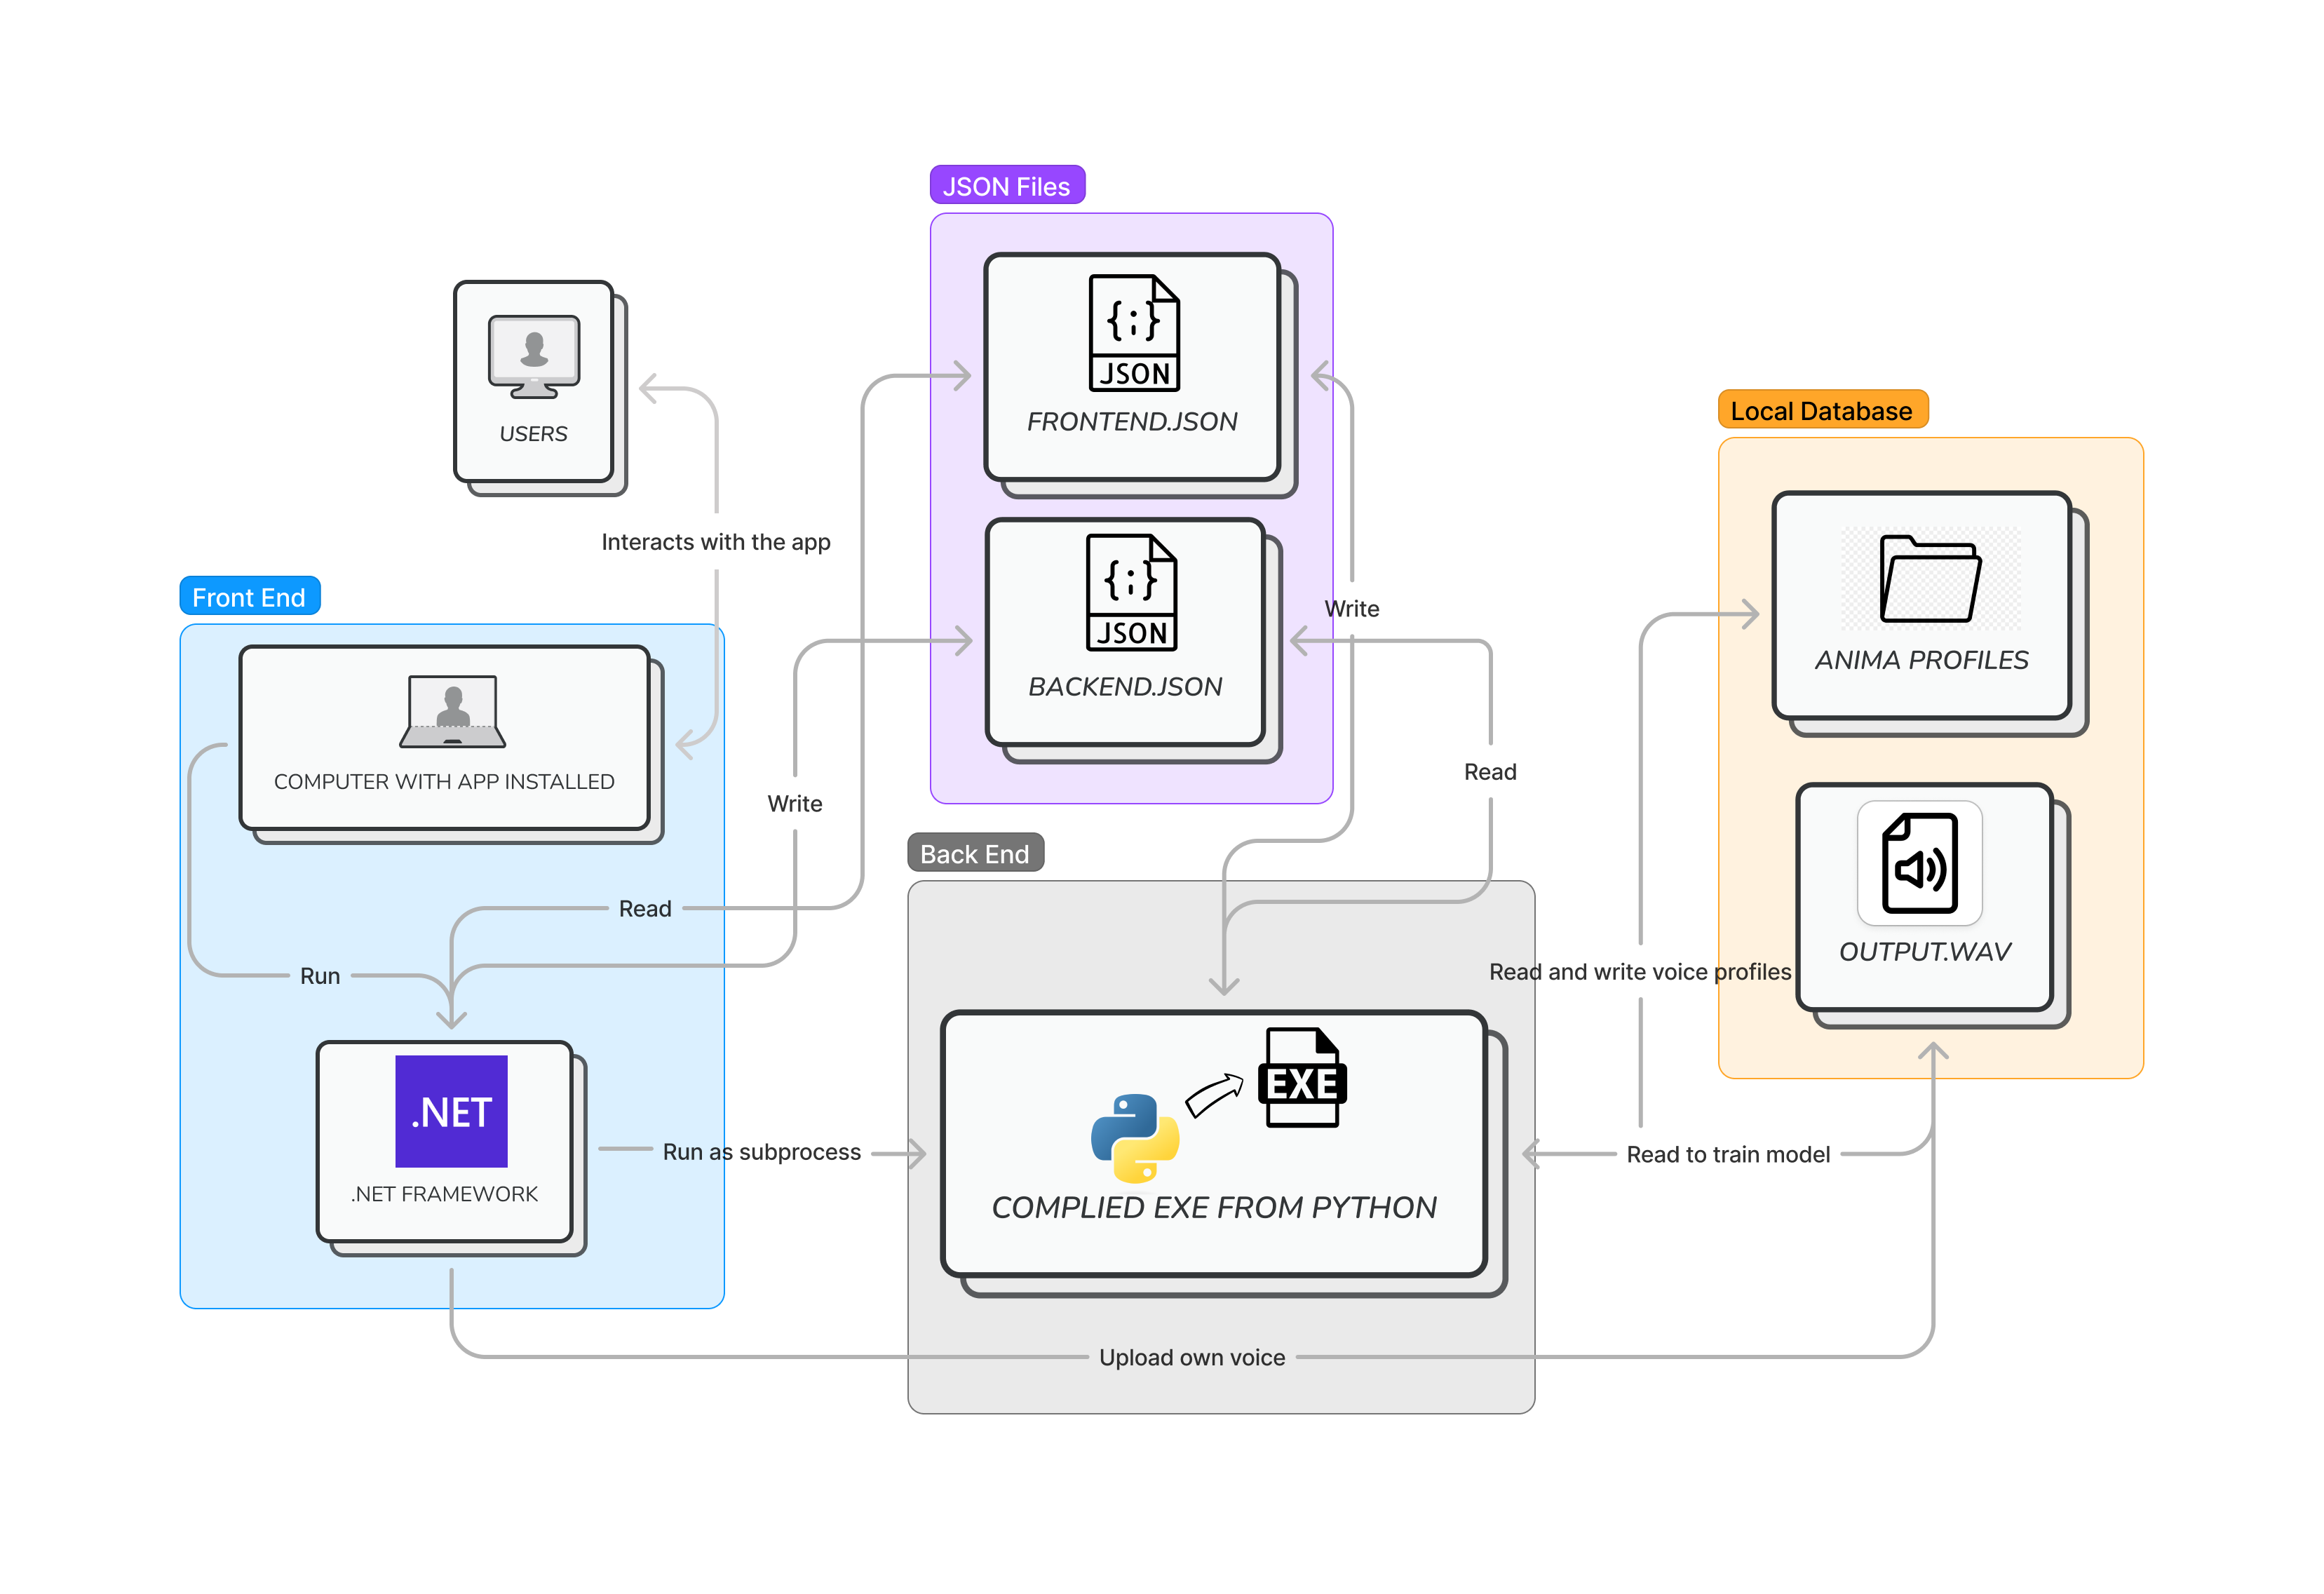 JSON Files
JSON
FRONTEND.JSON
USERS
Local Database
Interacts with the app
JSON
BACKEND.JSON
Write
Front End
ANIMA PROFILES
COMPUTER WITH APP INSTALLED
Read
Write
Back End
Read
OUTPUT.WAV
Run
Read and write voice profiles
EXE
.NET
.NET FRAMEWORK
Run as subprocess
COMPLIED EXE FROM PYTHON
Read to train model
Upload own voice